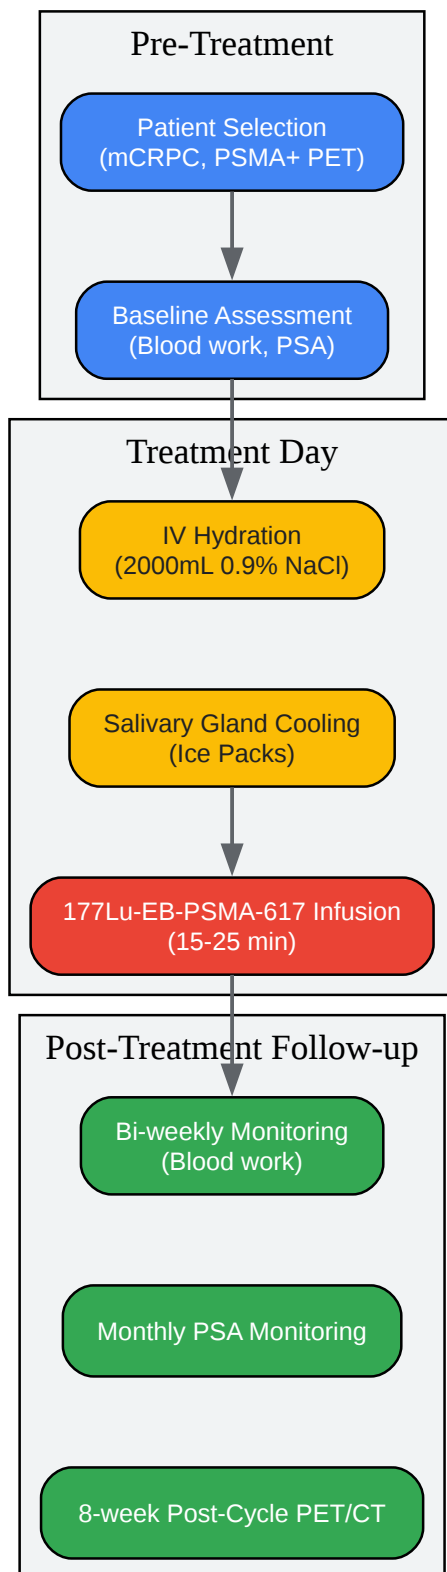 Pre-Treatment
Patient Selection
(mCRPC, PSMA+ PET)
Baseline Assessment
(Blood work, PSA)
Treatment Day
IV Hydration
(2000mL 0.9% NaCl)
Salivary Gland Cooling
(Ice Packs)
177Lu-EB-PSMA-617 Infusion
(15-25 min)
Post-Treatment Follow-up
Bi-weekly Monitoring
(Blood work)
Monthly PSA Monitoring
8-week Post-Cycle PET/CT